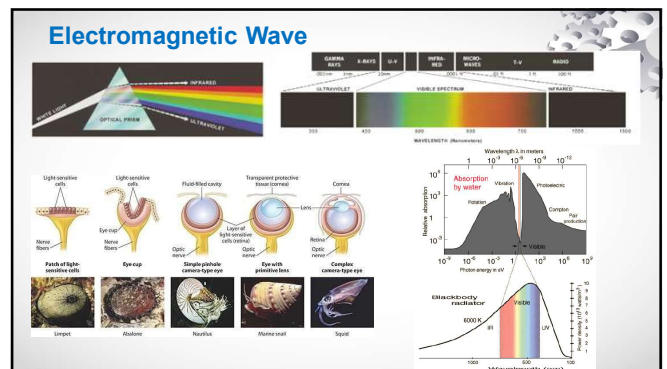 Electromagnetic Wave
WHITE LIGHT
OPTICAL PRISM
INFRARED
ULTRAVIOLET
GAMMA RAYS
X-RAYS
U-V
INFRA-RED
MICRO-WAVES
T-V
RADIO
ULTRAVIOLET
VISIBLE SPECTRUM
INFRARED
300
1000
1500
WAVELENGTH (Nanometers)
Light-sensitive
cells
Light-sensitive
cells
Fluid-filled cavity
Transparent protective
tissue (cornea)
Cornea
Lens
Eye cup
Layer of
light-sensitive
cells (retina)
Retina
Nerve
fibers
Nerve
fibers
Optic
nerve
Optic
nerve
Optic
nerve
Patch of light-
sensitive cells
Eye cup
Simple pinhole
camera-type eye
Eye with
primitive lens
Complex
camera-type eye
Limpet
Abalone
Nautilus
Marine snail
Squid
Wavelength λ in meters
1
Absorption
by water
Relative absorption
Rotation
Vibration
Photoelectric
Compton
Pair
production
Visible
Photon energy in eV
Blackbody
radiator
6000 K
IR
Visible
UV
1000
500
100